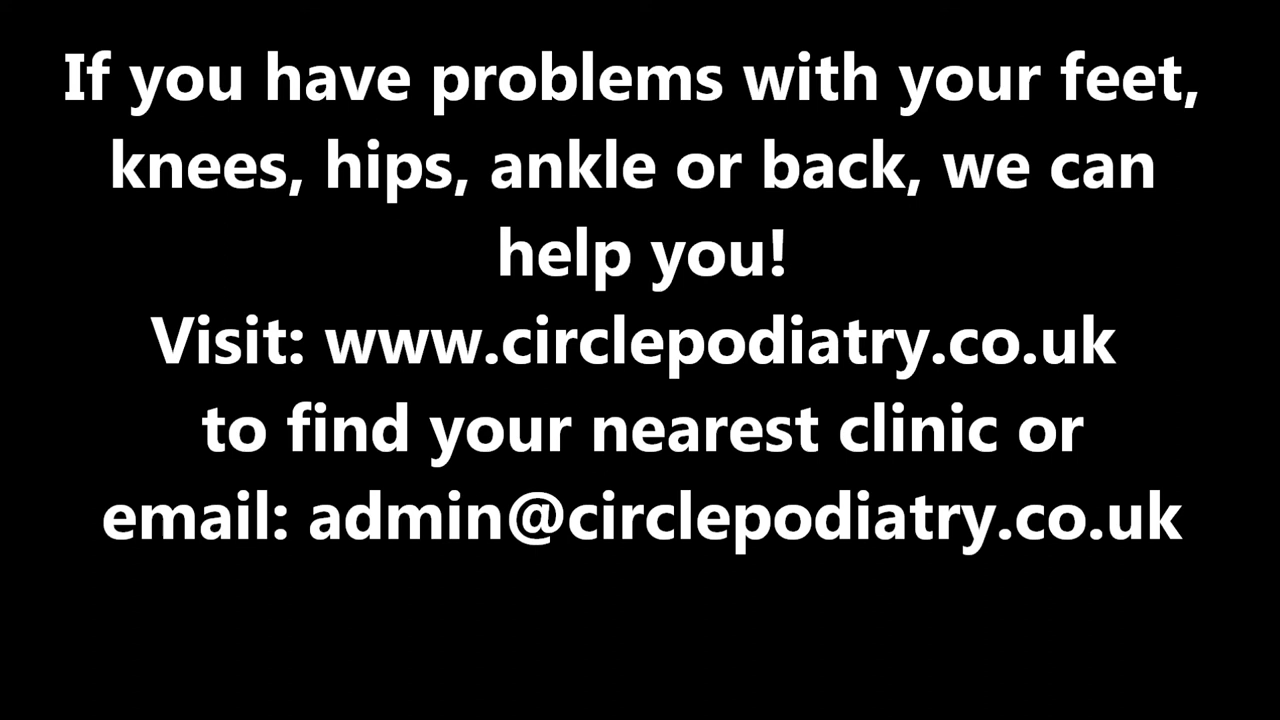 If you have problems with your feet,
knees, hips, ankle or back, we can
help you!
Visit: www.circlepodiatry.co.uk
to find your nearest clinic or
email: admin@circlepodiatry.co.uk